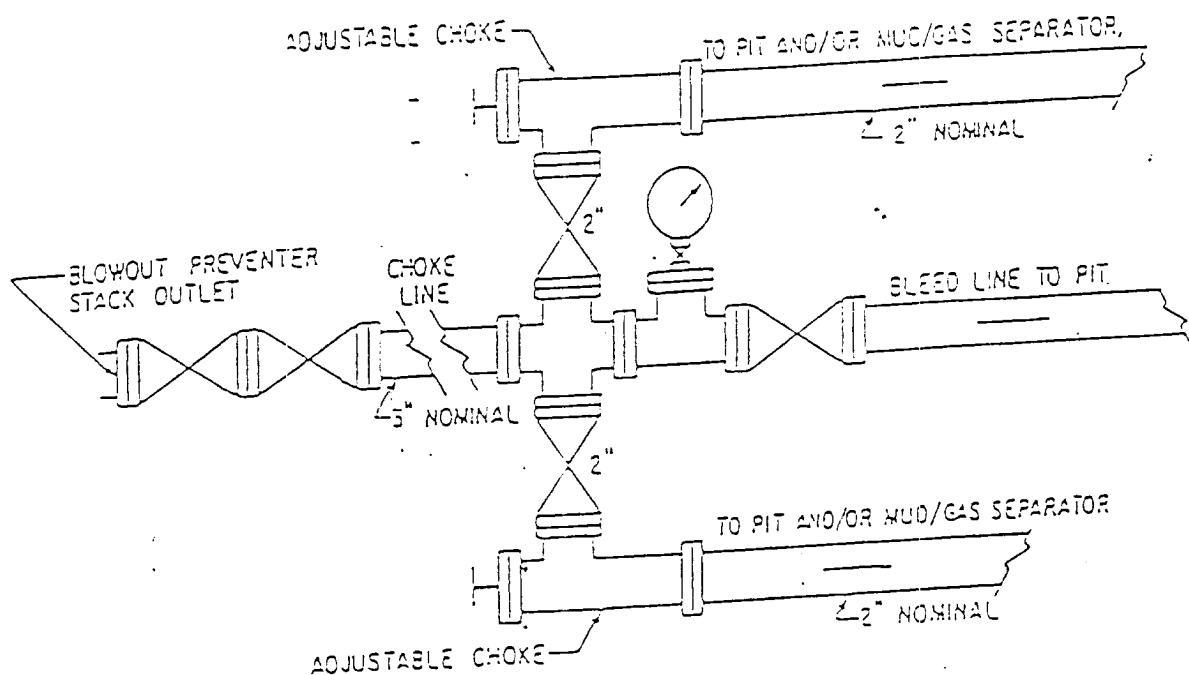 ADJUSTABLE CHOKE
TO PIT AND/OR MUD/GAS SEPARATOR,
2" NOMINAL
2"
BLOWOUT PREVENTER
STACK OUTLET
CHOKE
LINE
BLEED LINE TO PIT.
3" NOMINAL
2"
TO PIT AND/OR MUD/GAS SEPARATOR
2" NOMINAL
ADJUSTABLE CHOKE